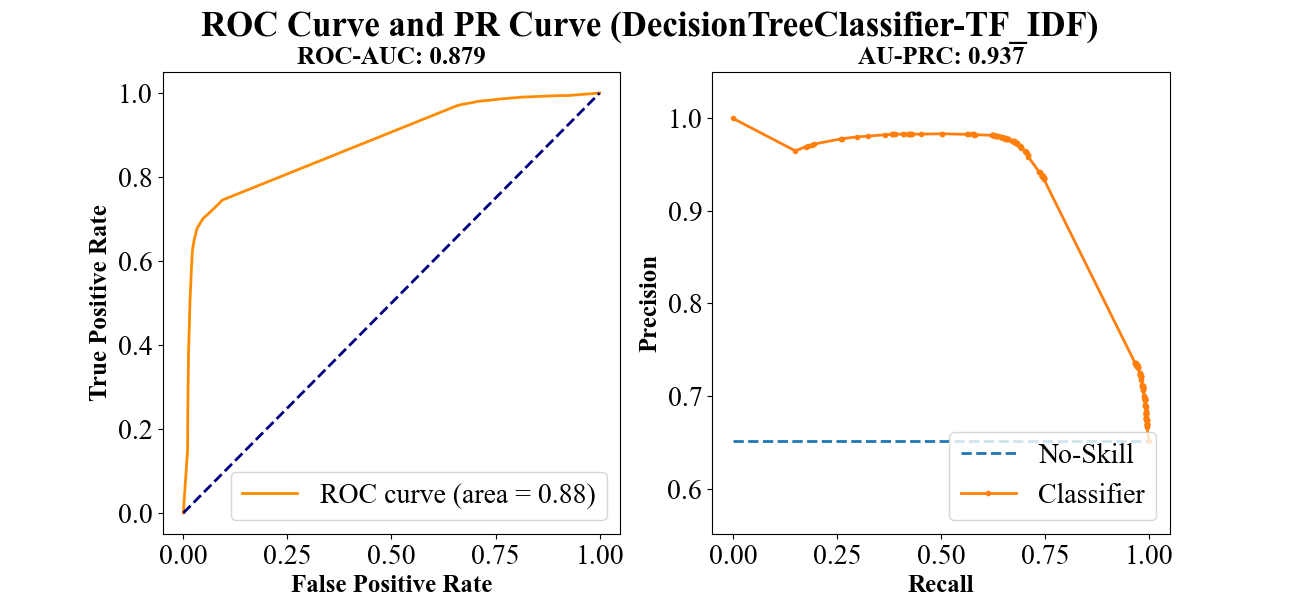 ROC Curve and PR Curve (DecisionTreeClassifier-TF_IDF)
ROC-AUC: 0.879
True Positive Rate
1.0
0.8
0.6
0.4
0.2
0.0
ROC curve (area = 0.88)
0.00 0.25 0.50 0.75 1.00
False Positive Rate
AU-PRC: 0.937
Precision
1.0
0.9
0.8
0.7
0.6
No-Skill
Classifier
0.00 0.25 0.50 0.75 1.00
Recall